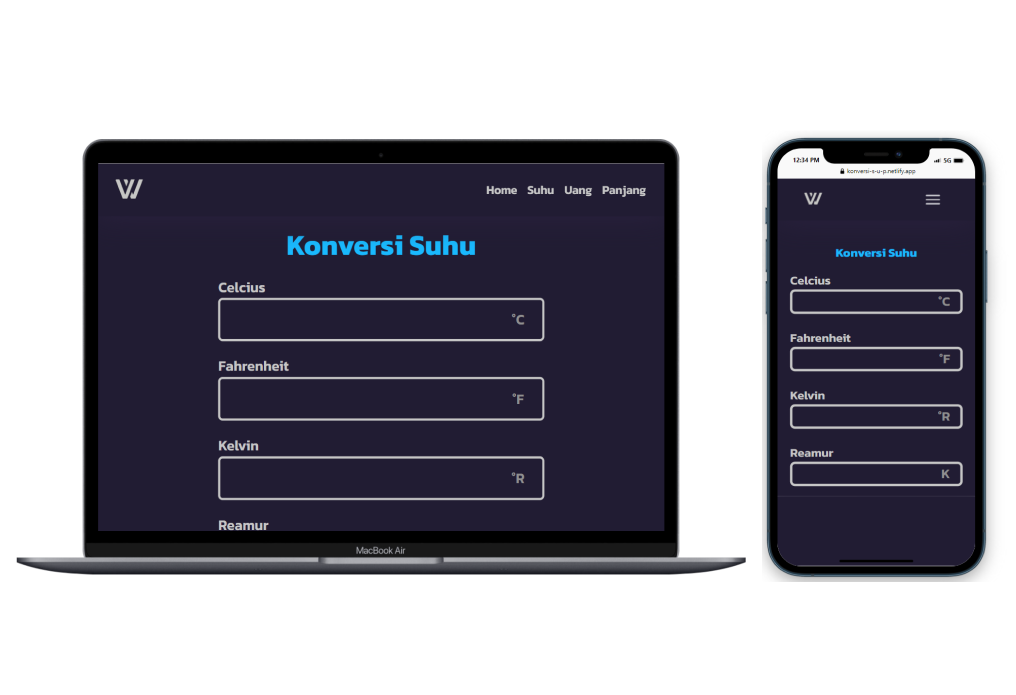 Home Suhu Uang Panjang
Konversi Suhu
Celcius
°C
Fahrenheit
°F
Kelvin
°R
Reamur
MacBook Air
12:34 PM
5G
konversi-s-u-p.netlify.app
Konversi Suhu
Celcius
°C
Fahrenheit
°F
Kelvin
°R
Reamur
K